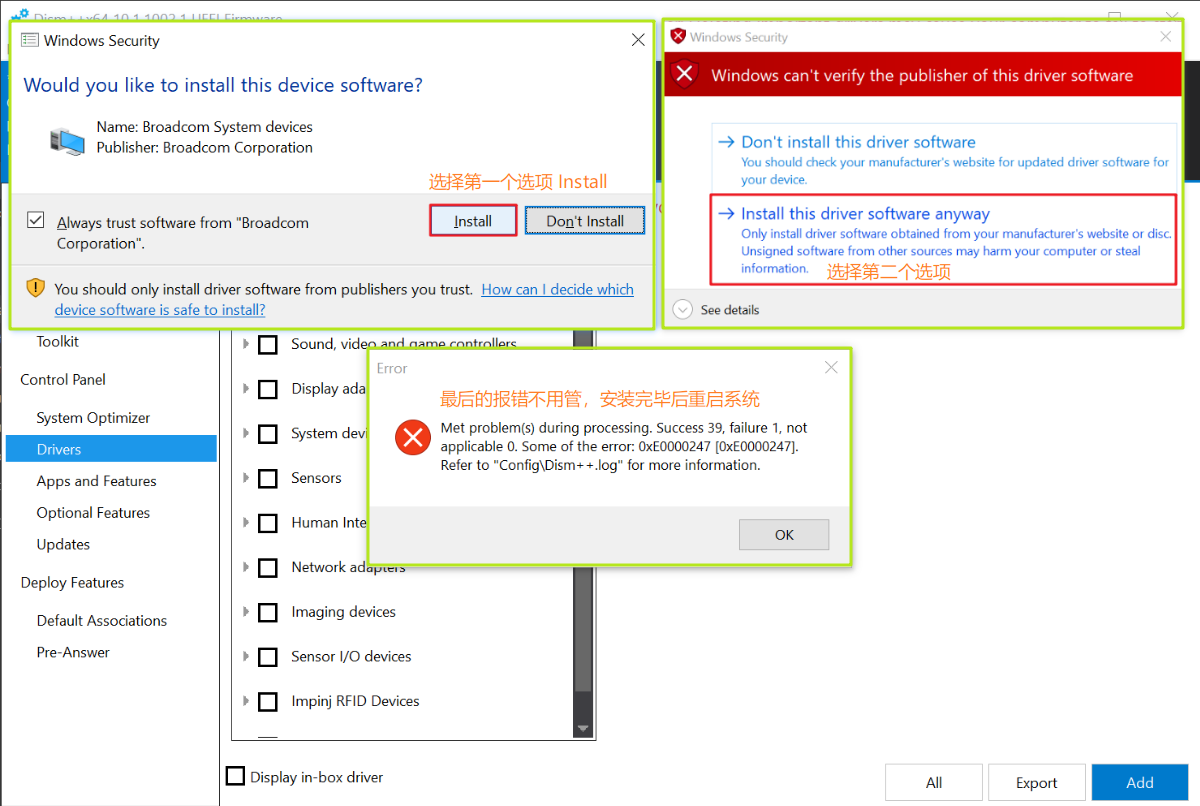 Dism++x64 10.1.1002.1 UEFI Firmware
Windows Security
Would you like to install this device software?
Name: Broadcom System devices
Publisher: Broadcom Corporation
选择第一个选项 Install
Always trust software from "Broadcom
Corporation".
Install
Don't Install
You should only install driver software from publishers you trust. How can I decide which
device software is safe to install?
Windows Security
Windows can't verify the publisher of this driver software
Don't install this driver software
You should check your manufacturer's website for updated driver software for
your device.
Install this driver software anyway
Only install driver software obtained from your manufacturer's website or disc.
Unsigned software from other sources may harm your computer or steal
information.
选择第二个选项
See details
Toolkit
Control Panel
System Optimizer
Drivers
Apps and Features
Optional Features
Updates
Deploy Features
Default Associations
Pre-Answer
Sound, video and game controllers
Display ada
System devi
Sensors
Human Inte
Network adapters
Imaging devices
Sensor I/O devices
Impinj RFID Devices
Error
最后的报错不用管，安装完毕后重启系统
Met problem(s) during processing. Success 39, failure 1, not
applicable 0. Some of the error: 0xE0000247 [0xE0000247].
Refer to "Config\Dism++.log" for more information.
OK
Display in-box driver
All
Export
Add